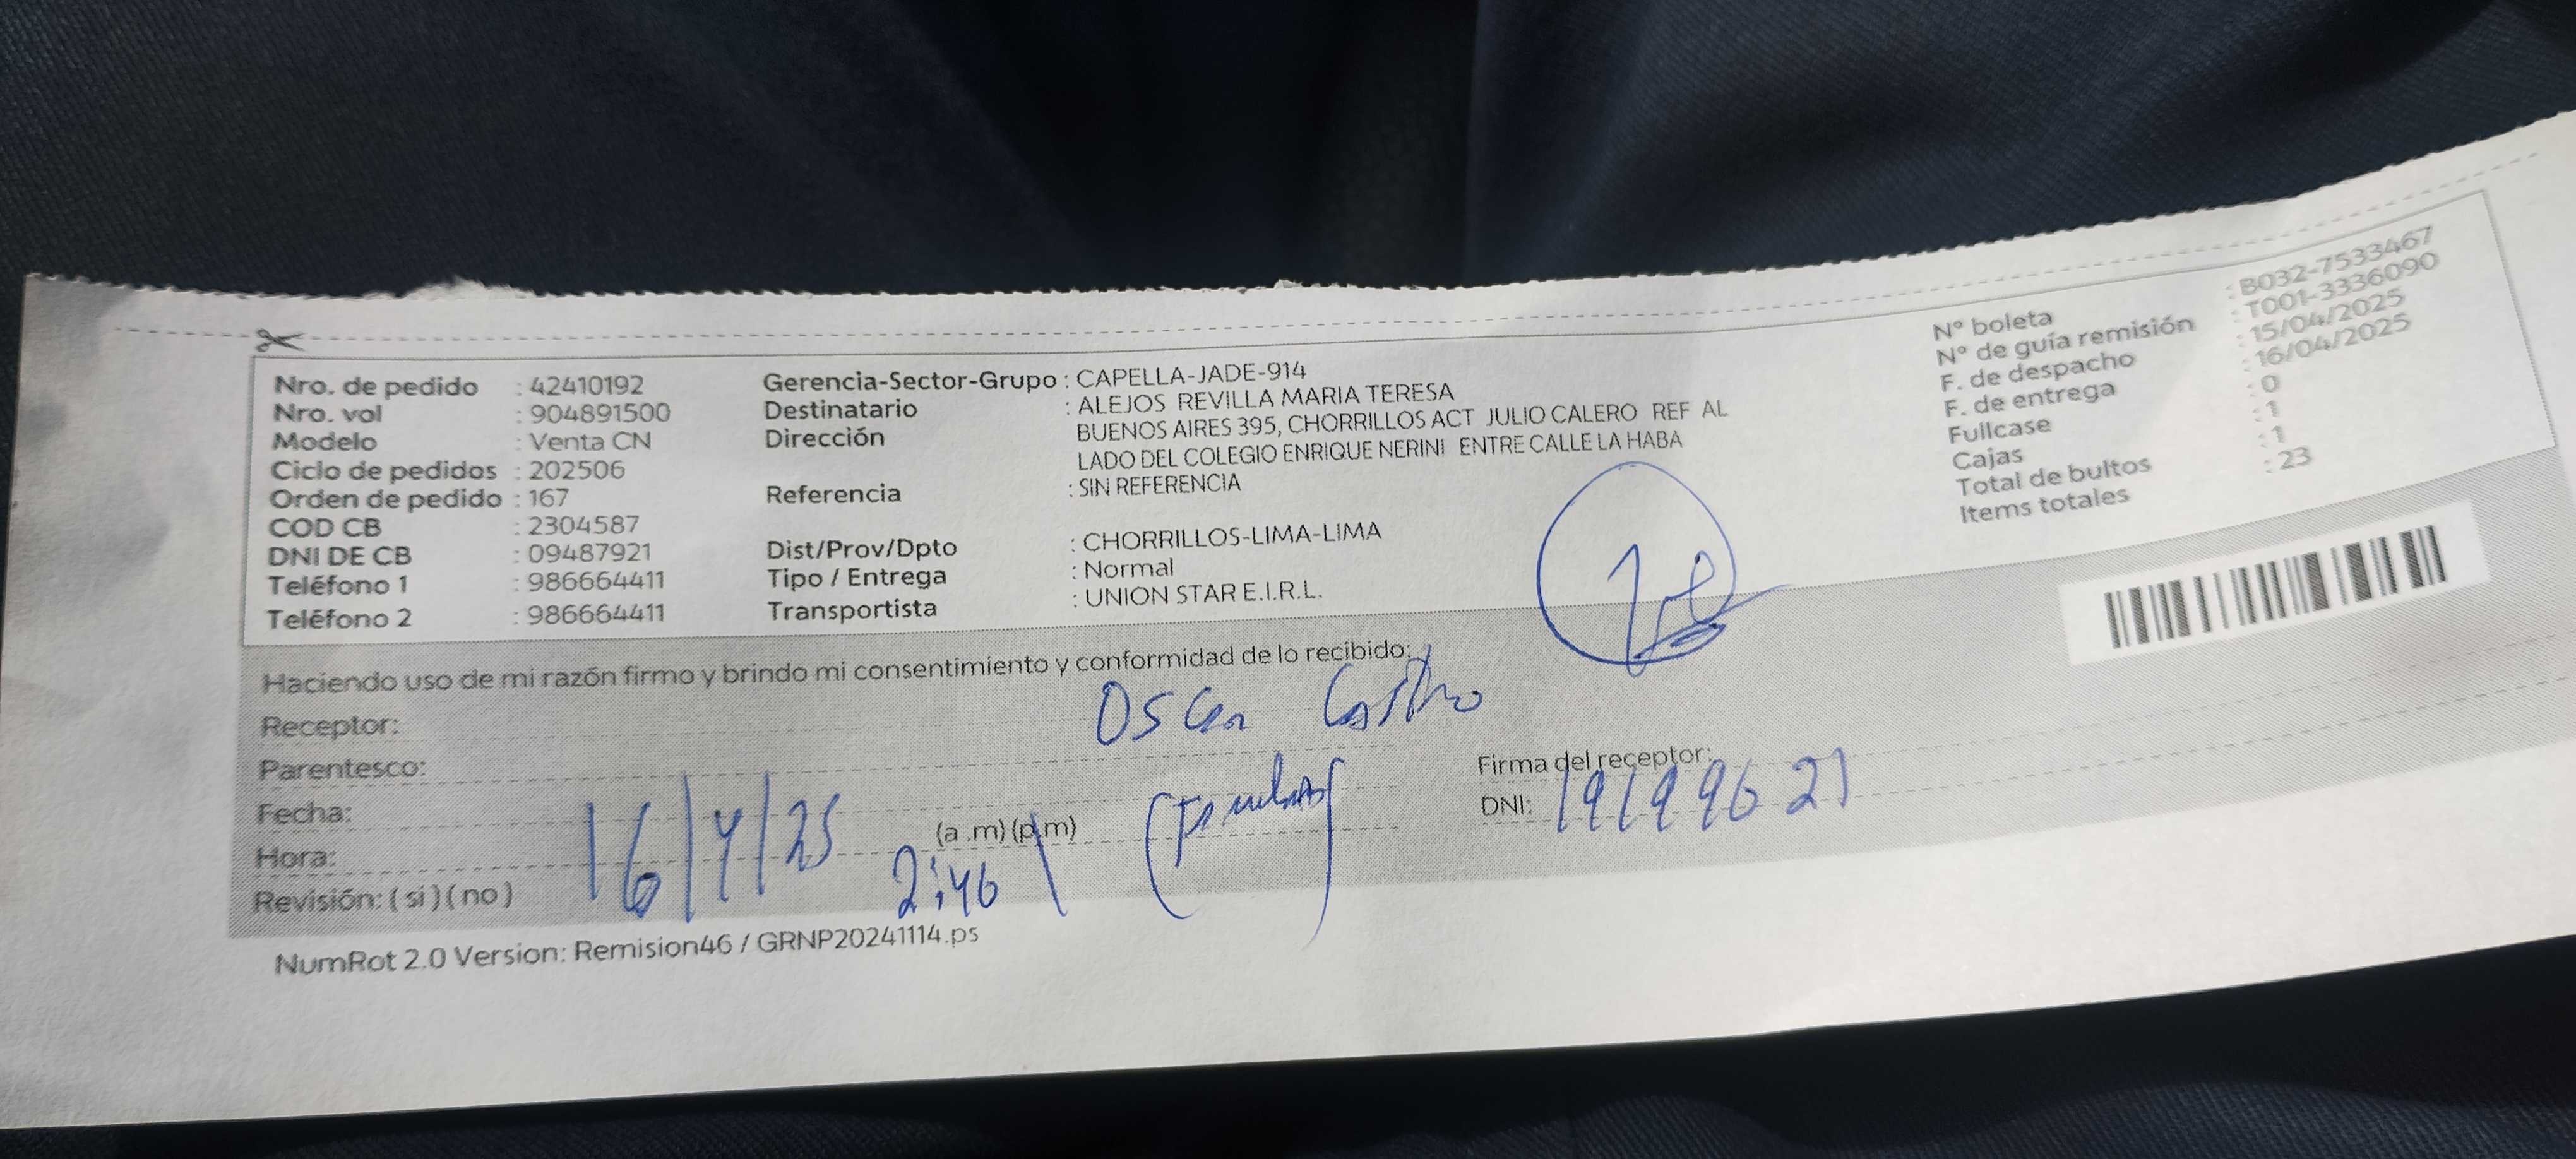 Nro. de pedido : 42410192
Nro. vol : 904891500
Modelo : Venta CN
Ciclo de pedidos : 202506
Orden de pedido : 167
COD CB : 2304587
DNI DE CB : 09487921
Teléfono 1 : 986664411
Teléfono 2 : 986664411
Gerencia-Sector-Grupo : CAPELLA-JADE-914
Destinatario : ALEJOS REVILLA MARIA TERESA
Dirección BUENOS AIRES 395, CHORRILLOS ACT JULIO CALERO REF AL
LADO DEL COLEGIO ENRIQUE NERINI ENTRE CALLE LA HABA
Referencia : SIN REFERENCIA
Dist/Prov/Dpto : CHORRILLOS-LIMA-LIMA
Tipo / Entrega : Normal
Transportista : UNION STAR E.I.R.L.
N° boleta : B032-7533467
N° de guía remisión : T001-3336090
F. de despacho : 15/04/2025
F. de entrega : 16/04/2025
Fullcase : 0
Cajas : 1
Total de bultos : 1
Items totales : 23
Haciendo uso de mi razón firmo y brindo mi consentimiento y conformidad de lo recibido:
Receptor: Oscar Castro
Parentesco:
Fecha: 16/4/25
Hora: 2:46 (a .m) (p.m)
Revisión: ( si ) ( no )
Firma del receptor:
DNI: 19199621
NumRot 2.0 Version: Remision46 / GRNP20241114.ps